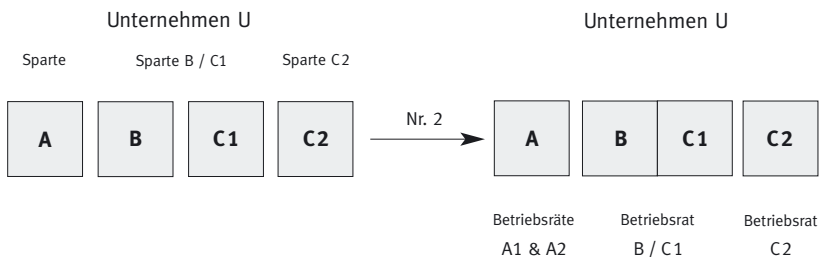 Unternehmen U
Unternehmen U
Sparte
Sparte B / C1
Sparte C2
A
B
C1
C2
Nr. 2
A
B
C1
C2
Betriebsräte
A1 & A2
Betriebsrat
B / C1
Betriebsrat
C2